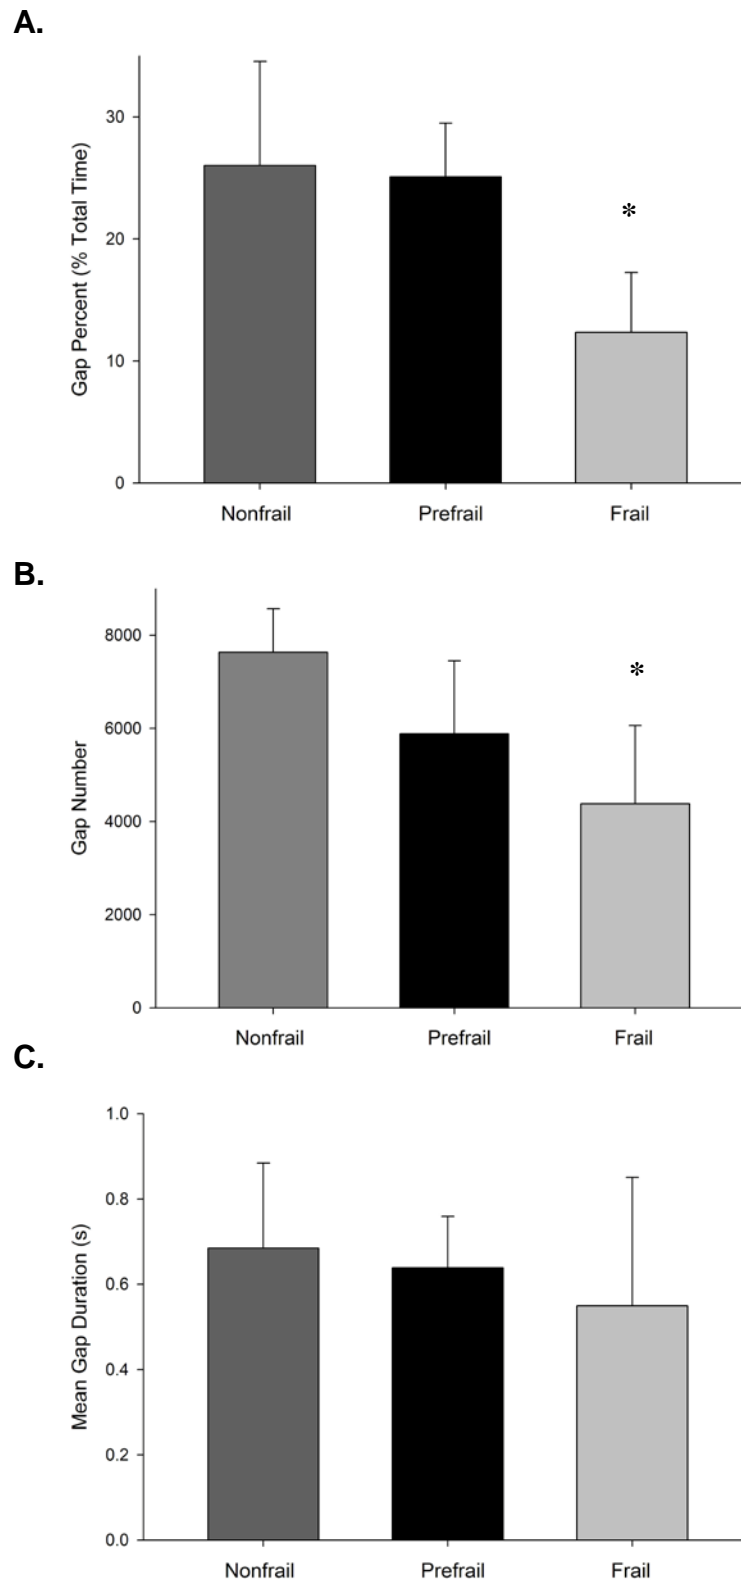 A.
Gap Percent (% Total Time)
30
20
10
0
*
Nonfrail Prefrail Frail
B.
Gap Number
8000
6000
4000
2000
0
*
Nonfrail Prefrail Frail
C.
Mean Gap Duration (s)
1.0
0.8
0.6
0.4
0.2
0.0
Nonfrail Prefrail Frail